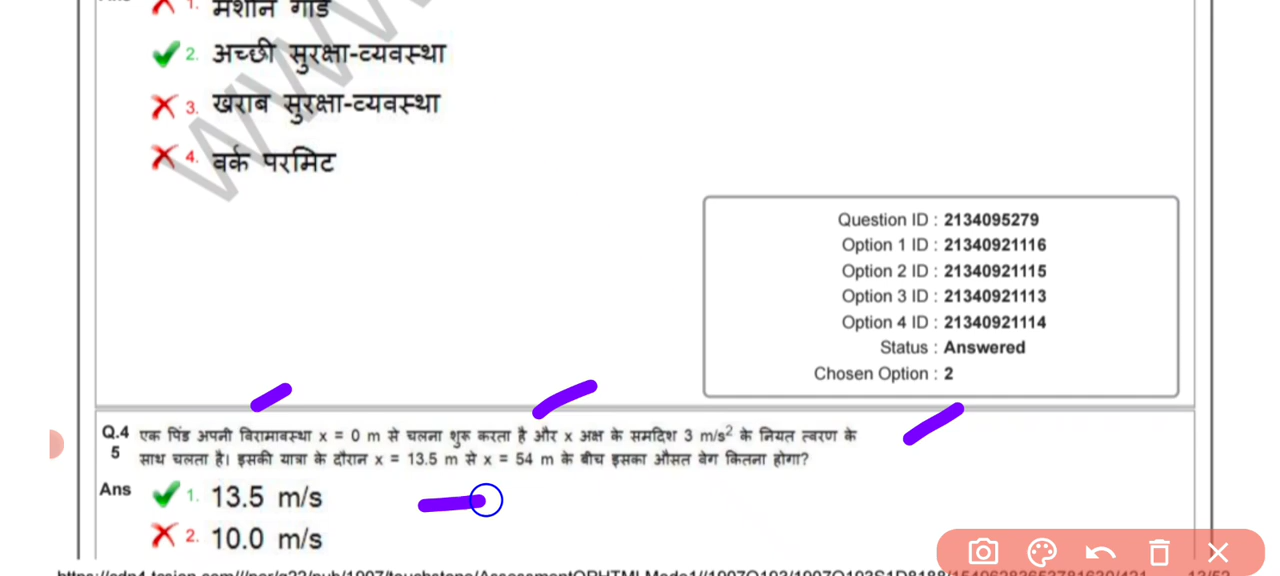 1. मशीन गार्ड
2. अच्छी सुरक्षा-व्यवस्था
3. खराब सुरक्षा-व्यवस्था
4. वर्क परमिट
Question ID : 2134095279
Option 1 ID : 21340921116
Option 2 ID : 21340921115
Option 3 ID : 21340921113
Option 4 ID : 21340921114
Status : Answered
Chosen Option : 2
Q.4 एक पिंड अपनी विरामावस्था x = 0 m से चलना शुरू करता है और x अक्ष के समदिश 3 m/s² के नियत त्वरण के
5 साथ चलता है। इसकी यात्रा के दौरान x = 13.5 m से x = 54 m के बीच इसका औसत वेग कितना होगा?
Ans 1. 13.5 m/s
2. 10.0 m/s